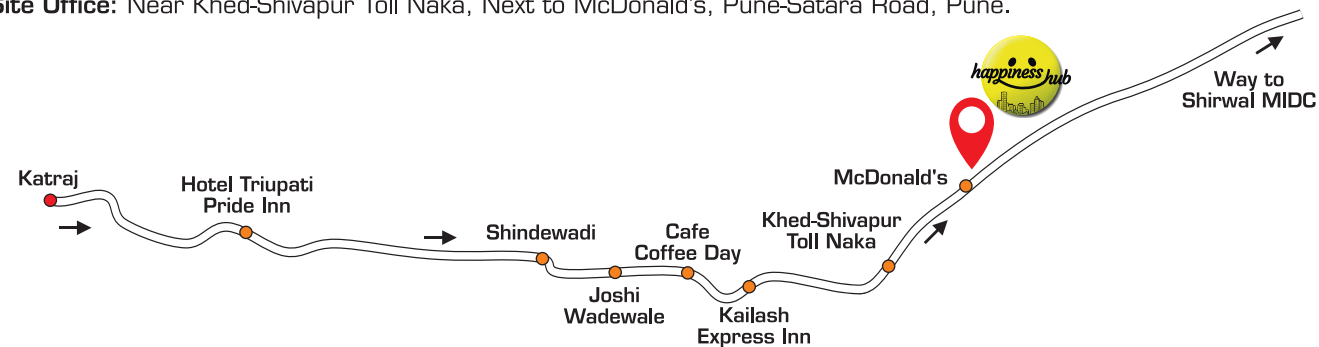 Site Office: Near Khed-Shivapur Toll Naka, Next to McDonald's, Pune-Satara Road, Pune.
happiness hub
Way to
Shirwal MIDC
Katraj
Hotel Triupati
Pride Inn
McDonald's
Khed-Shivapur
Toll Naka
Shindewadi
Cafe
Coffee Day
Joshi
Wadewale
Kailash
Express Inn